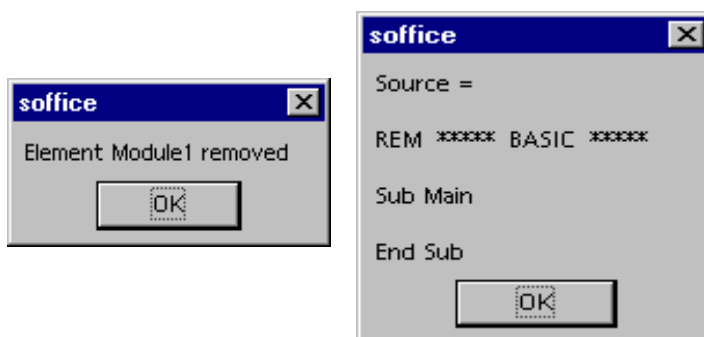 soffice
Element Module1 removed
OK
soffice
Source =
REM ***** BASIC *****
Sub Main
End Sub
OK